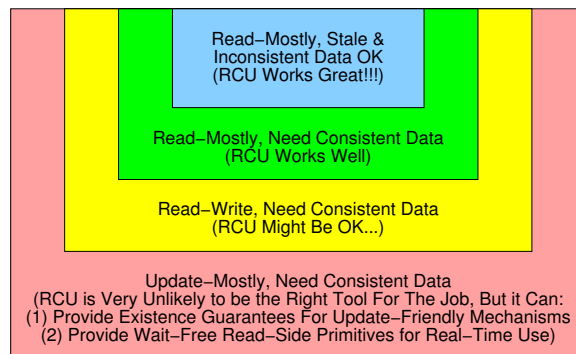 Read−Mostly, Stale &
Inconsistent Data OK
(RCU Works Great!!!)
Read−Mostly, Need Consistent Data
(RCU Works Well)
Read−Write, Need Consistent Data
(RCU Might Be OK...)
Update−Mostly, Need Consistent Data
(RCU is Very Unlikely to be the Right Tool For The Job, But it Can:
(1) Provide Existence Guarantees For Update−Friendly Mechanisms
(2) Provide Wait−Free Read−Side Primitives for Real−Time Use)